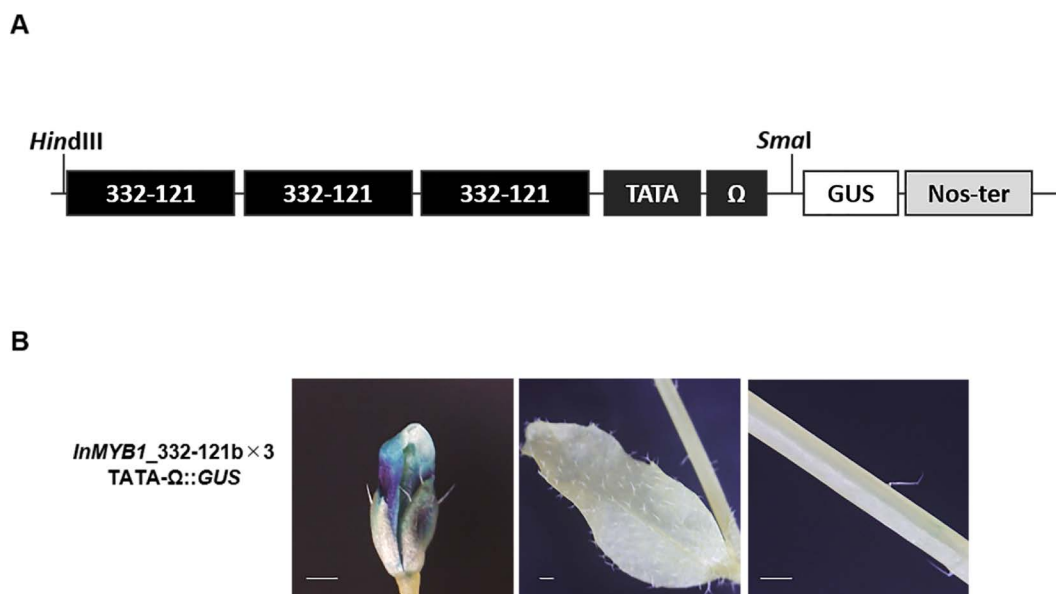 A
HindIII
SmaI
332-121
332-121
332-121
TATA
Ω
GUS
Nos-ter
B
InMYB1_332-121b×3
TATA-Ω::GUS